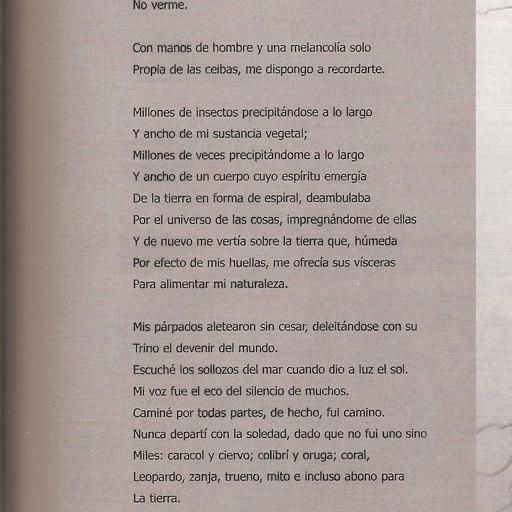 No verme.
Con manos de hombre y una melancolía solo
Propia de las ceibas, me dispongo a recordarte.
Millones de insectos precipitándose a lo largo
Y ancho de mi sustancia vegetal;
Millones de veces precipitándome a lo largo
Y ancho de un cuerpo cuyo espíritu emergía
De la tierra en forma de espiral, deambulaba
Por el universo de las cosas, impregnándome de ellas
Y de nuevo me vertía sobre la tierra que, húmeda
Por efecto de mis huellas, me ofrecía sus vísceras
Para alimentar mi naturaleza.
Mis párpados aletearon sin cesar, deleitándose con su
Trino el devenir del mundo.
Escuché los sollozos del mar cuando dio a luz el sol.
Mi voz fue el eco del silencio de muchos.
Caminé por todas partes, de hecho, fui camino.
Nunca departí con la soledad, dado que no fui uno sino
Miles: caracol y ciervo; colibrí y oruga; coral,
Leopardo, zanja, trueno, mito e incluso abono para
La tierra.